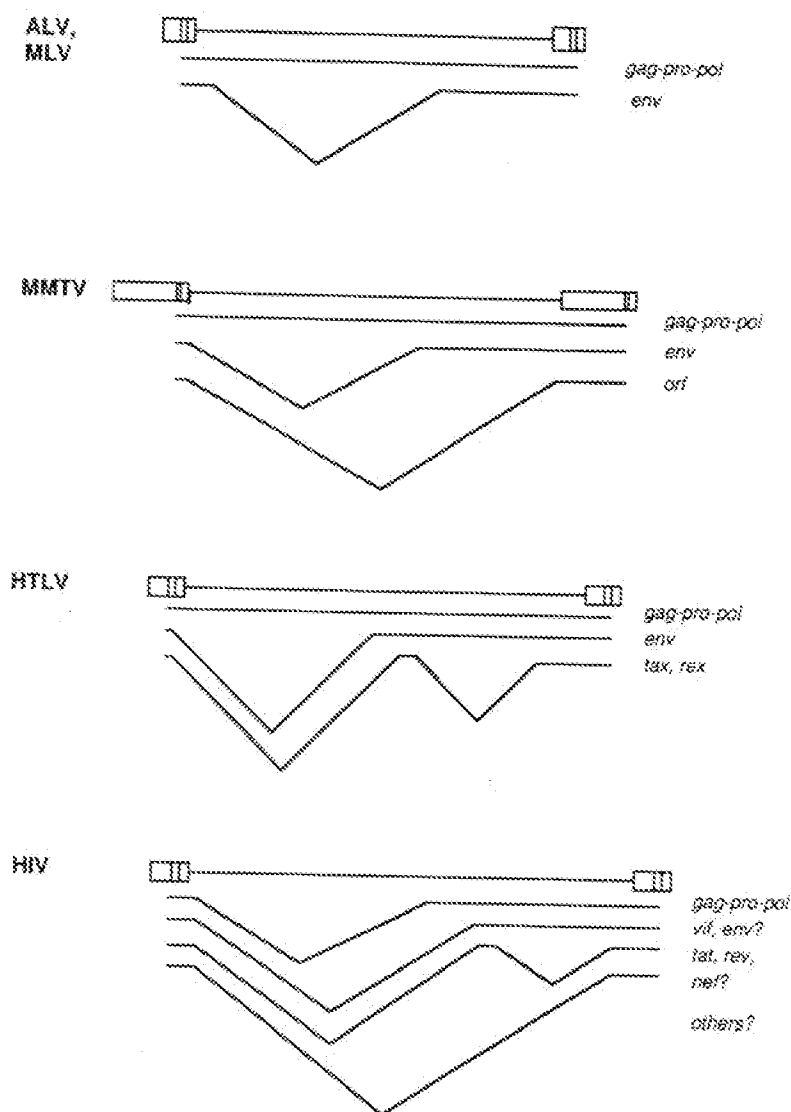 ALV,
MLV
gag-pro-pol
env
MMTV
gag-pro-pol
env
orf
HTLV
gag-pro-pol
env
tax, rex
HIV
gag-pro-pol
vif, env?
tat, rev,
nef?
others?